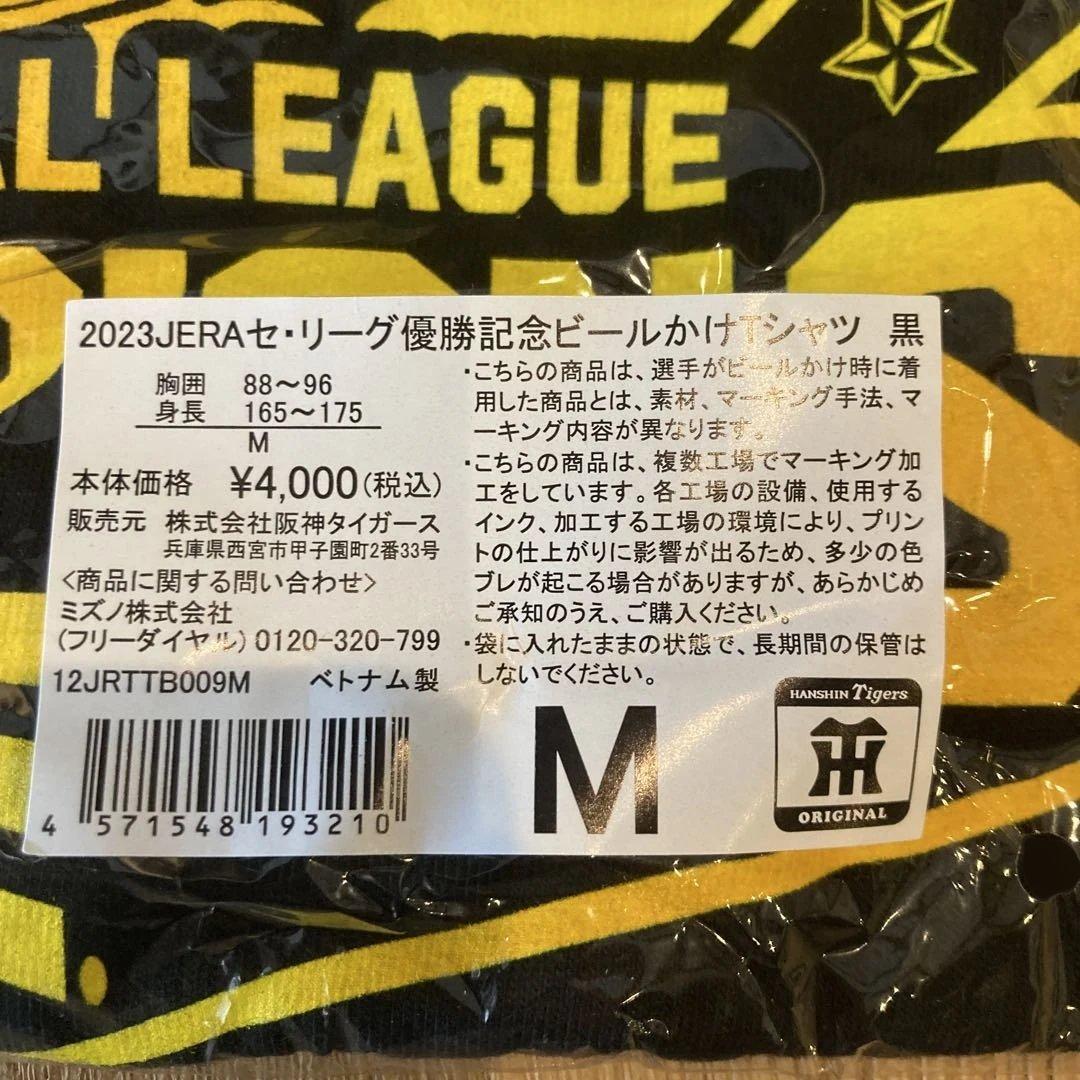 AL LEAGUE
2023JERAセ・リーグ優勝記念ビールかけTシャツ 黒
胸囲 88～96
身長 165～175
M
本体価格 ¥4,000(税込)
販売元 株式会社阪神タイガース
兵庫県西宮市甲子園町2番33号
<商品に関する問い合わせ>
ミズノ株式会社
(フリーダイヤル)0120-320-799
12JRTTB009M ベトナム製
4 571548 193210
・こちらの商品は、選手がビールかけ時に着
用した商品とは、素材、マーキング手法、マ
ーキング内容が異なります。
・こちらの商品は、複数工場でマーキング加
工をしています。各工場の設備、使用する
インク、加工する工場の環境により、プリン
トの仕上がりに影響が出るため、多少の色
ブレが起こる場合がありますが、あらかじめ
ご承知のうえ、ご購入ください。
・袋に入れたままの状態で、長期間の保管は
しないでください。
M
HANSHIN Tigers
ORIGINAL